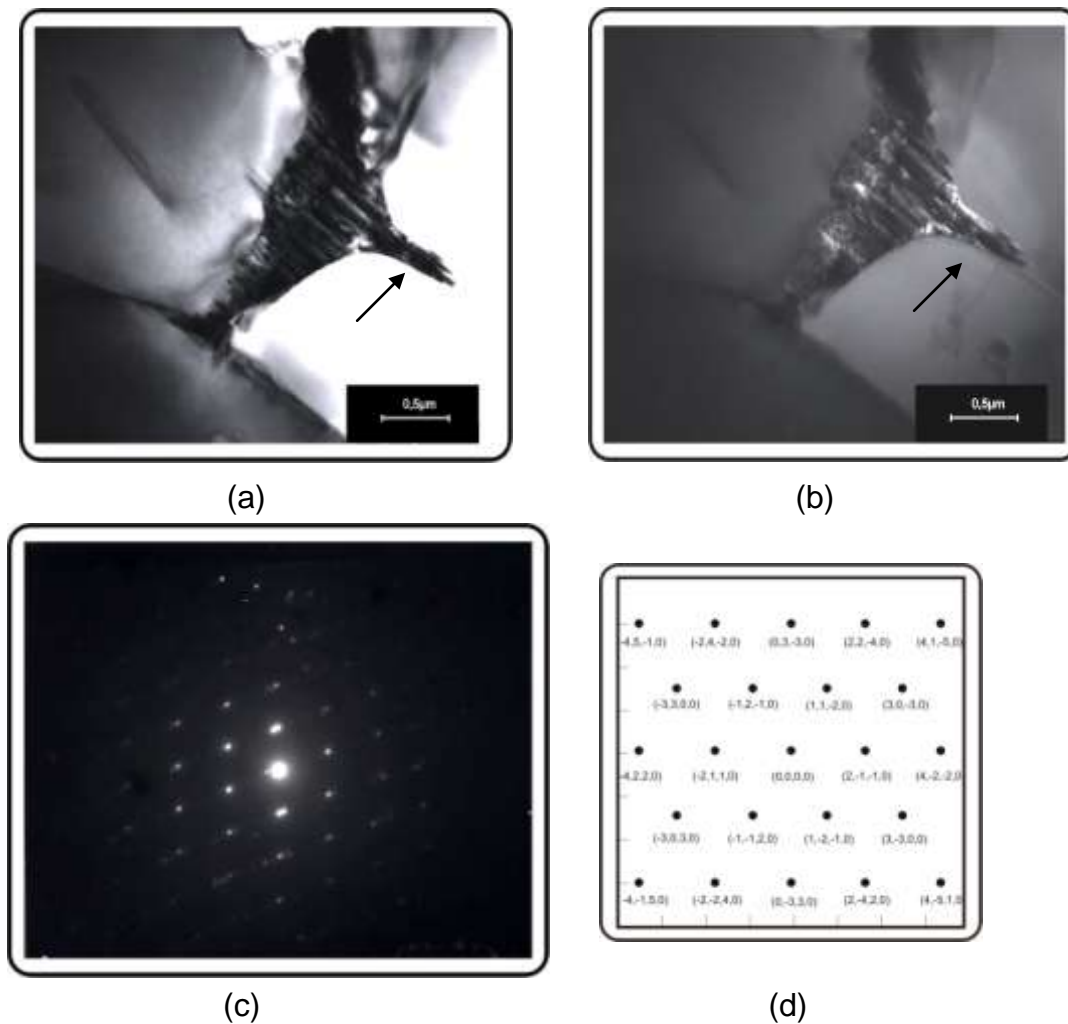 0,5µm
0,5µm
(a)
(b)
-4,5,-1,0) (-2,4,-2,0) (0,3,-3,0) (2,2,-4,0) (4,1,-5,0)
(-3,3,0,0) (-1,2,-1,0) (1,1,-2,0) (3,0,-3,0)
-4,2,2,0) (-2,1,1,0) (0,0,0,0) (2,-1,-1,0) (4,-2,-2,0
(-3,0,3,0) (-1,-1,2,0) (1,-2,1,0) (3,-3,0,0)
-4,-1,5,0) (-2,-2,4,0) (0,-3,3,0) (2,-4,2,0) (4,-5,1,0
(c)
(d)